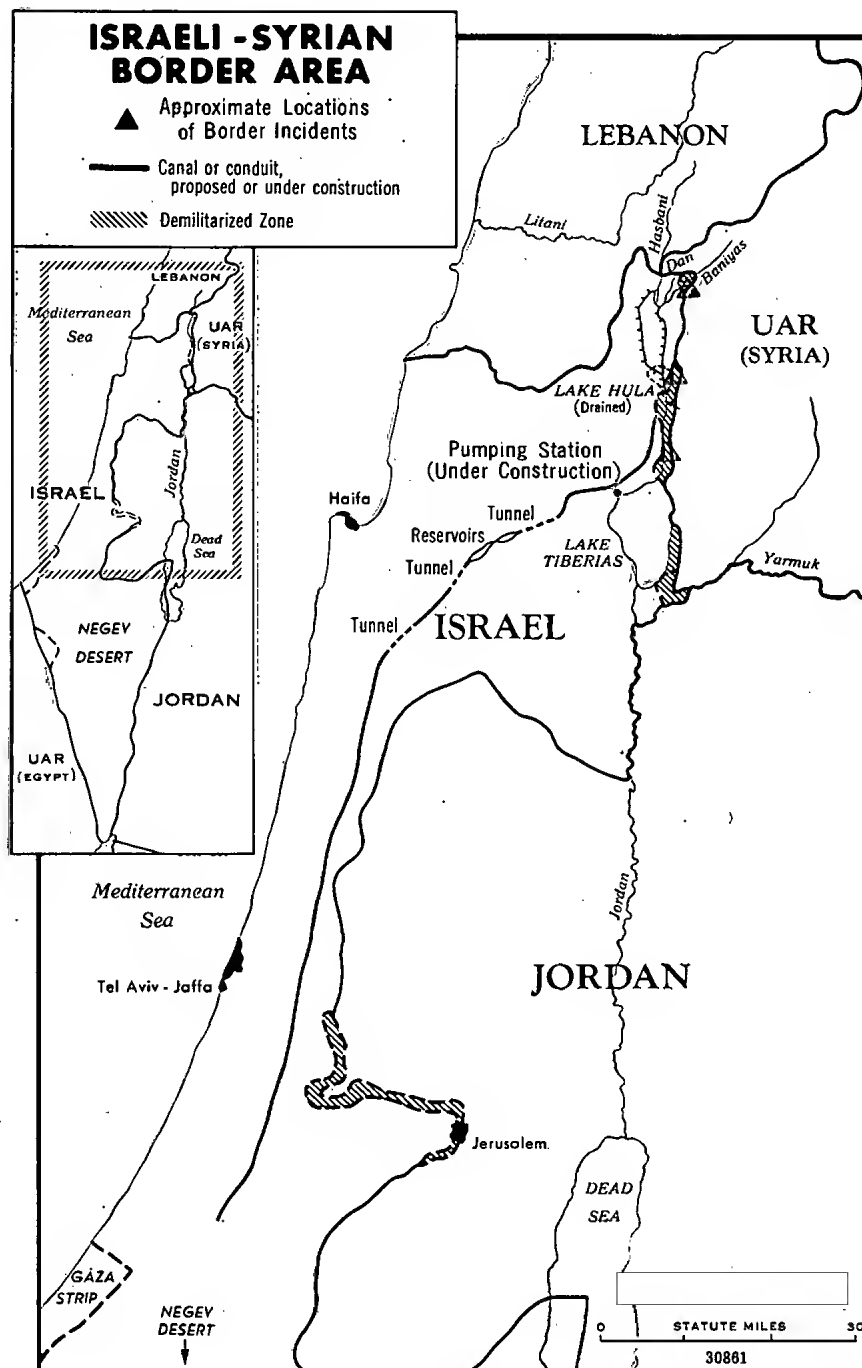 ISRAELI - SYRIAN
BORDER AREA
Approximate Locations
of Border Incidents
Canal or conduit,
proposed or under construction
Demilitarized Zone
LEBANON
Mediterranean
Sea
UAR
(SYRIA)
ISRAEL
Jordan
Dead
Sea
NEGEV
DESERT
JORDAN
UAR
(EGYPT)
LEBANON
Litani
Hasbani
Dan
Baniyas
UAR
(SYRIA)
LAKE HULA
(Drained)
Pumping Station
(Under Construction)
Haifa
Tunnel
Reservoirs
Tunnel
LAKE
TIBERIAS
Yarmuk
Tunnel
ISRAEL
Jordan
Mediterranean
Sea
JORDAN
Tel Aviv - Jaffa
Jerusalem
DEAD
SEA
GAZA
STRIP
NEGEV
DESERT
0 STATUTE MILES 30
30861